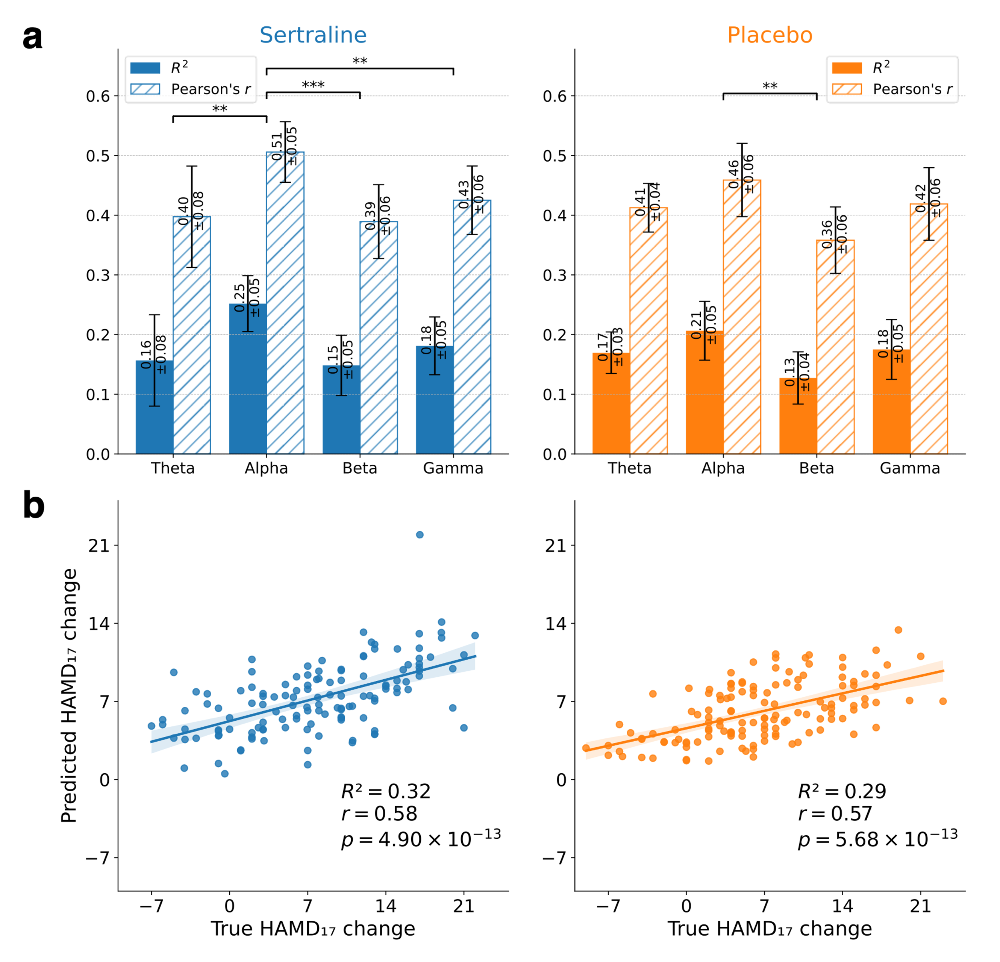 a
Sertraline
R²
Pearson's r
**
***
**
0.6
0.5
0.4
0.3
0.2
0.1
0.0
0.16
±0.08
0.40
±0.08
0.25
±0.05
0.51
±0.05
0.15
±0.05
0.39
±0.06
0.18
±0.05
0.43
±0.06
Theta
Alpha
Beta
Gamma
Placebo
R²
Pearson's r
**
0.6
0.5
0.4
0.3
0.2
0.1
0.0
0.17
±0.03
0.41
±0.04
0.21
±0.05
0.46
±0.06
0.13
±0.04
0.36
±0.06
0.18
±0.05
0.42
±0.06
Theta
Alpha
Beta
Gamma
b
Predicted HAMD₁₇ change
21
14
7
0
−7
R² = 0.32
r = 0.58
p = 4.90 × 10⁻¹³
−7
0
7
14
21
True HAMD₁₇ change
21
14
7
0
−7
R² = 0.29
r = 0.57
p = 5.68 × 10⁻¹³
−7
0
7
14
21
True HAMD₁₇ change